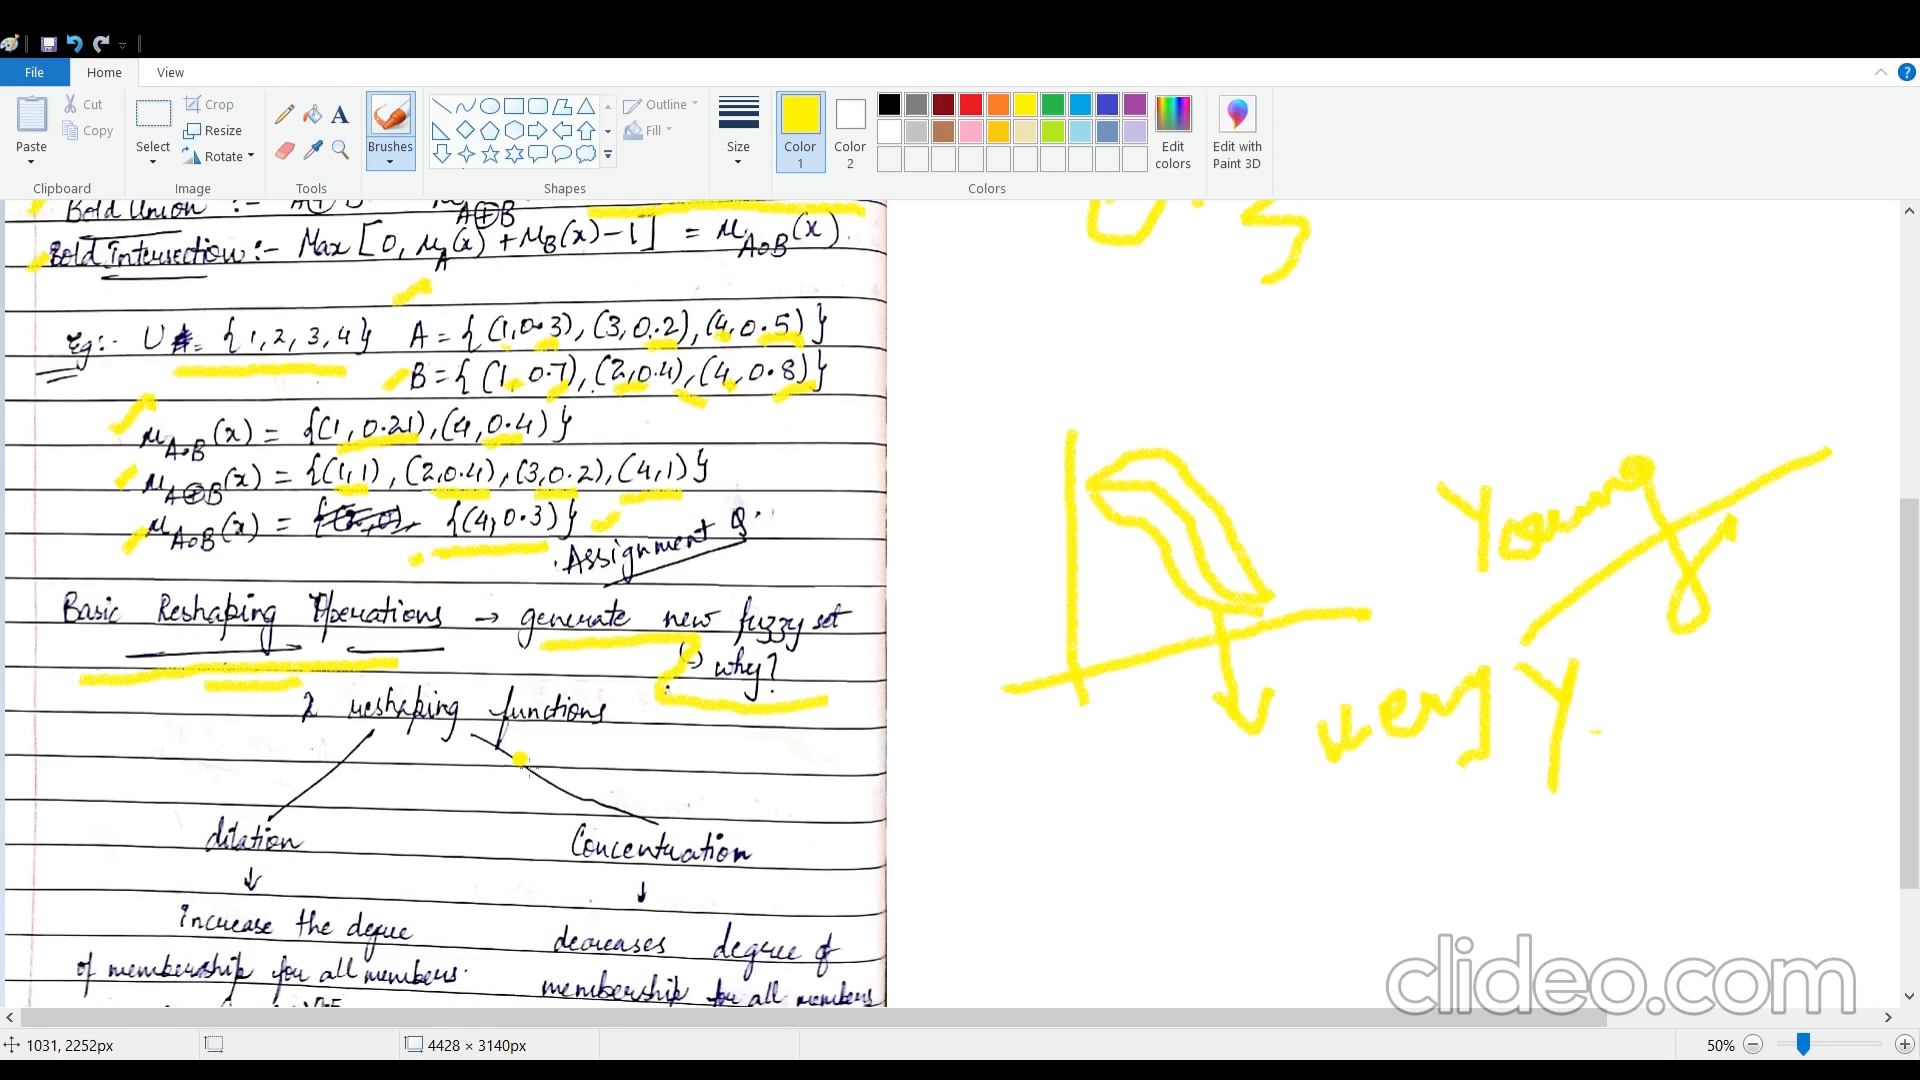 File Home View
Paste Cut Copy Select Crop Resize Rotate Brushes Outline Fill Size Color 1 Color 2 Edit colors Edit with Paint 3D
Clipboard Image Tools Shapes Colors
Bold Union :- A⊕B
A⊕B
Bold Intersection :- Max [0, μA(x) + μB(x) - 1] = μA⊙B(x).
Eg:- U = {1, 2, 3, 4} A = {(1, 0.3), (3, 0.2), (4, 0.5)}
B = {(1, 0.7), (2, 0.4), (4, 0.8)}
μA•B(x) = {(1, 0.21), (4, 0.4)}
μA⊕B(x) = {(1, 1), (2, 0.4), (3, 0.2), (4, 1)}
μA⊙B(x) = {(4, 0.3)}
Assignment Q.
Basic Reshaping Operations → generate new fuzzy set
↳ why?
2 reshaping functions
dilation Concentration
↓ ↓
increase the degree
of membership for all members.
decreases degree of
membership for all members
Young
very Y
clideo.com
1031, 2252px 4428 × 3140px 50%